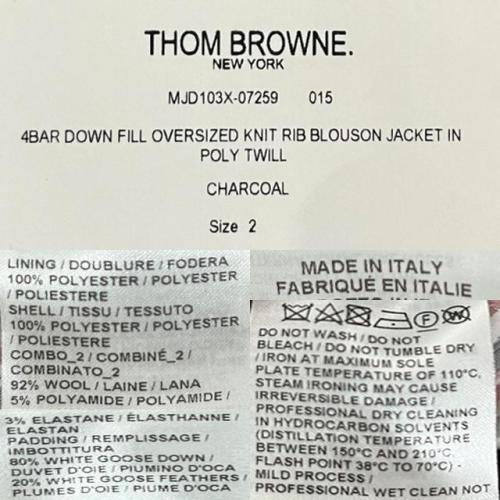 THOM BROWNE.
NEW YORK
MJD103X-07259 015
4BAR DOWN FILL OVERSIZED KNIT RIB BLOUSON JACKET IN
POLY TWILL
CHARCOAL
Size 2
LINING / DOUBLURE / FODERA
100% POLYESTER / POLYESTER
/ POLIESTERE
SHELL / TISSU / TESSUTO
100% POLYESTER / POLYESTER
/ POLIESTERE
COMBO_2 / COMBINÉ_2 /
COMBINATO_2
92% WOOL / LAINE / LANA
5% POLYAMIDE / POLYAMIDE /
3% ELASTANE / ÉLASTHANNE /
ELASTAN
PADDING / REMPLISSAGE /
IMBOTTITURA
80% WHITE GOOSE DOWN /
DUVET D'OIE / PIUMINO D'OCA
20% WHITE GOOSE FEATHERS /
PLUMES D'OIE / PIUME D'OCA
MADE IN ITALY
FABRIQUÉ EN ITALIE
P W
DO NOT WASH / DO NOT
BLEACH / DO NOT TUMBLE DRY
/ IRON AT MAXIMUM SOLE
PLATE TEMPERATURE OF 110°C,
STEAM IRONING MAY CAUSE
IRREVERSIBLE DAMAGE /
PROFESSIONAL DRY CLEANING
IN HYDROCARBON SOLVENTS
(DISTILLATION TEMPERATURE
BETWEEN 150°C AND 210°C,
FLASH POINT 38°C TO 70°C) -
MILD PROCESS /
PROFESSIONAL WET CLEAN NOT